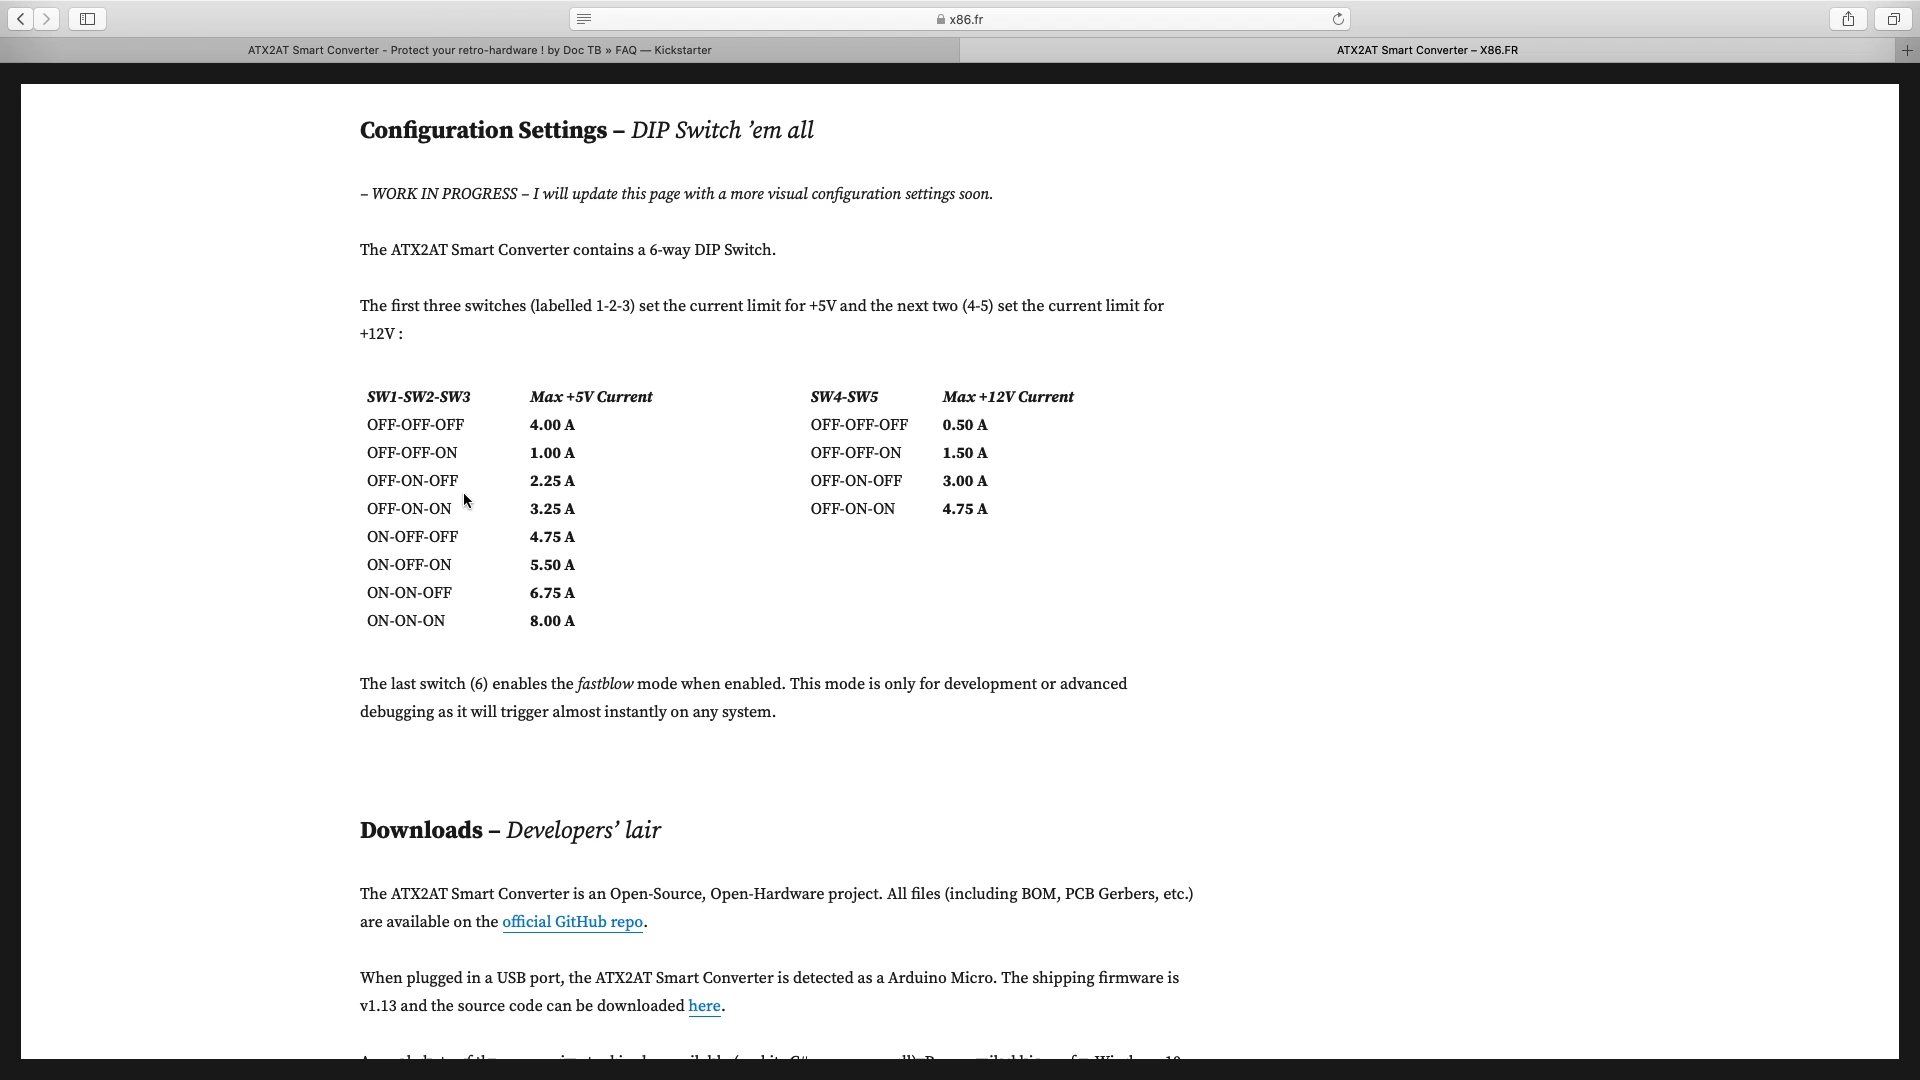 x86.fr
ATX2AT Smart Converter - Protect your retro-hardware ! by Doc TB » FAQ — Kickstarter
ATX2AT Smart Converter – X86.FR
Configuration Settings – DIP Switch ’em all
– WORK IN PROGRESS – I will update this page with a more visual configuration settings soon.
The ATX2AT Smart Converter contains a 6-way DIP Switch.
The first three switches (labelled 1-2-3) set the current limit for +5V and the next two (4-5) set the current limit for
+12V :
SW1-SW2-SW3 Max +5V Current SW4-SW5 Max +12V Current
OFF-OFF-OFF 4.00 A OFF-OFF-OFF 0.50 A
OFF-OFF-ON 1.00 A OFF-OFF-ON 1.50 A
OFF-ON-OFF 2.25 A OFF-ON-OFF 3.00 A
OFF-ON-ON 3.25 A OFF-ON-ON 4.75 A
ON-OFF-OFF 4.75 A
ON-OFF-ON 5.50 A
ON-ON-OFF 6.75 A
ON-ON-ON 8.00 A
The last switch (6) enables the fastblow mode when enabled. This mode is only for development or advanced
debugging as it will trigger almost instantly on any system.
Downloads – Developers’ lair
The ATX2AT Smart Converter is an Open-Source, Open-Hardware project. All files (including BOM, PCB Gerbers, etc.)
are available on the official GitHub repo.
When plugged in a USB port, the ATX2AT Smart Converter is detected as a Arduino Micro. The shipping firmware is
v1.13 and the source code can be downloaded here.